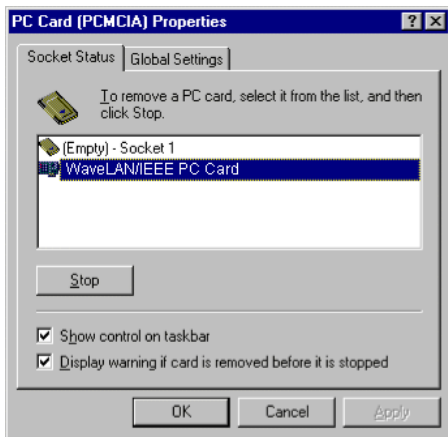 PC Card (PCMCIA) Properties
Socket Status
Global Settings
To remove a PC card, select it from the list, and then
click Stop.
(Empty) - Socket 1
WaveLAN/IEEE PC Card
Stop
Show control on taskbar
Display warning if card is removed before it is stopped
OK
Cancel
Apply